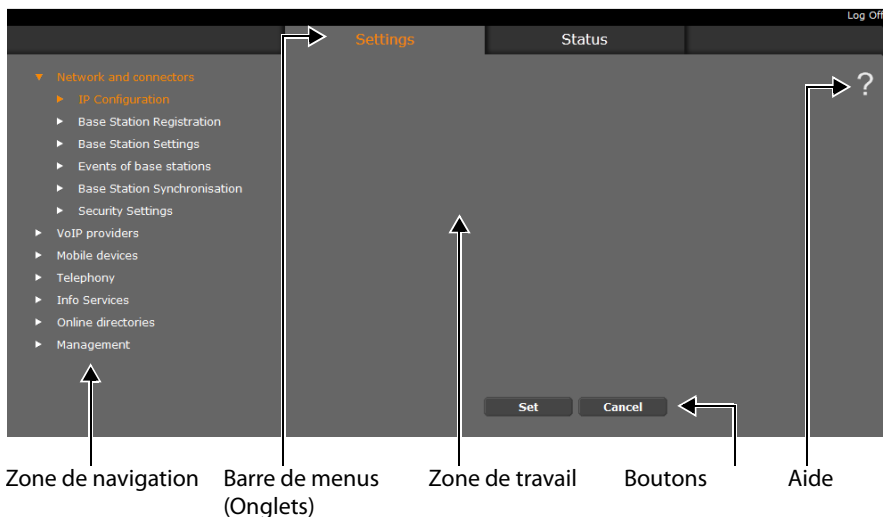 Log Off
Settings
Status
Network and connectors
IP Configuration
Base Station Registration
Base Station Settings
Events of base stations
Base Station Synchronisation
Security Settings
VoIP providers
Mobile devices
Telephony
Info Services
Online directories
Management
?
Set
Cancel
Zone de navigation
Barre de menus
(Onglets)
Zone de travail
Boutons
Aide